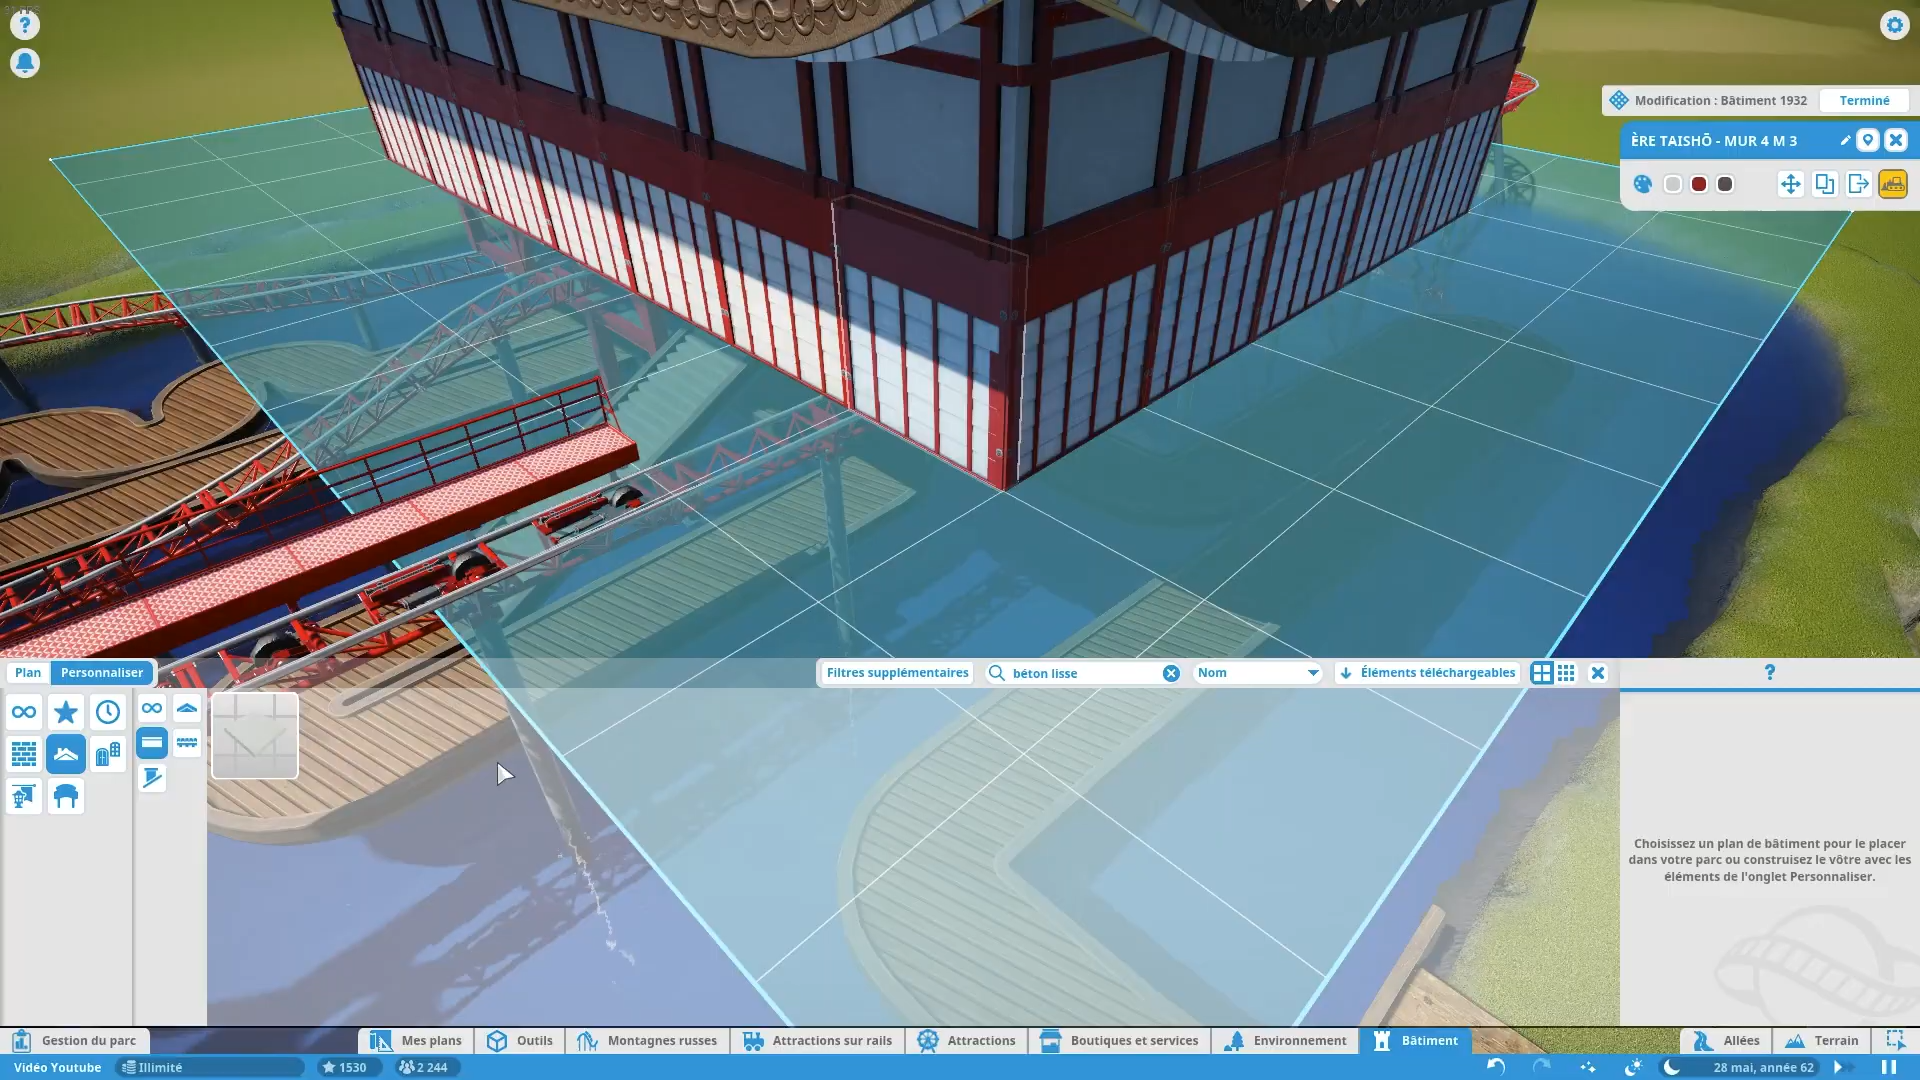 Modification : Bâtiment 1932
Terminé
ÈRE TAISHŌ - MUR 4 M 3
Plan
Personnaliser
Filtres supplémentaires
béton lisse
Nom
Éléments téléchargeables
Choisissez un plan de bâtiment pour le placer
dans votre parc ou construisez le vôtre avec les
éléments de l'onglet Personnaliser.
Gestion du parc
Mes plans
Outils
Montagnes russes
Attractions sur rails
Attractions
Boutiques et services
Environnement
Bâtiment
Allées
Terrain
Vidéo Youtube
Illimité
1530
2 244
28 mai, année 62